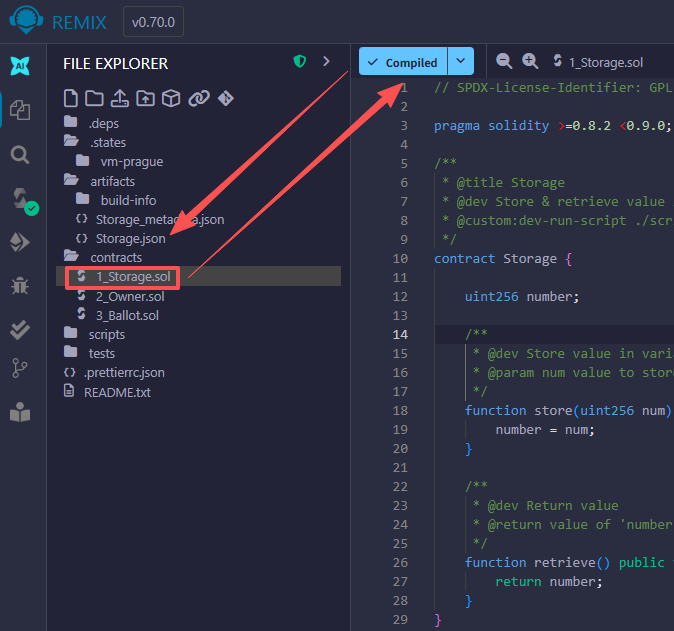 REMIX v0.70.0
FILE EXPLORER
.deps
.states
vm-prague
artifacts
build-info
Storage_metadata.json
Storage.json
contracts
1_Storage.sol
2_Owner.sol
3_Ballot.sol
scripts
tests
.prettierrc.json
README.txt
AI
Compiled
1_Storage.sol
1 // SPDX-License-Identifier: GPL
2
3 pragma solidity >=0.8.2 <0.9.0;
4
5 /**
6 * @title Storage
7 * @dev Store & retrieve value
8 * @custom:dev-run-script ./scr
9 */
10 contract Storage {
11
12 uint256 number;
13
14 /**
15 * @dev Store value in vari
16 * @param num value to stor
17 */
18 function store(uint256 num)
19 number = num;
20 }
21
22 /**
23 * @dev Return value
24 * @return value of 'number
25 */
26 function retrieve() public
27 return number;
28 }
29 }